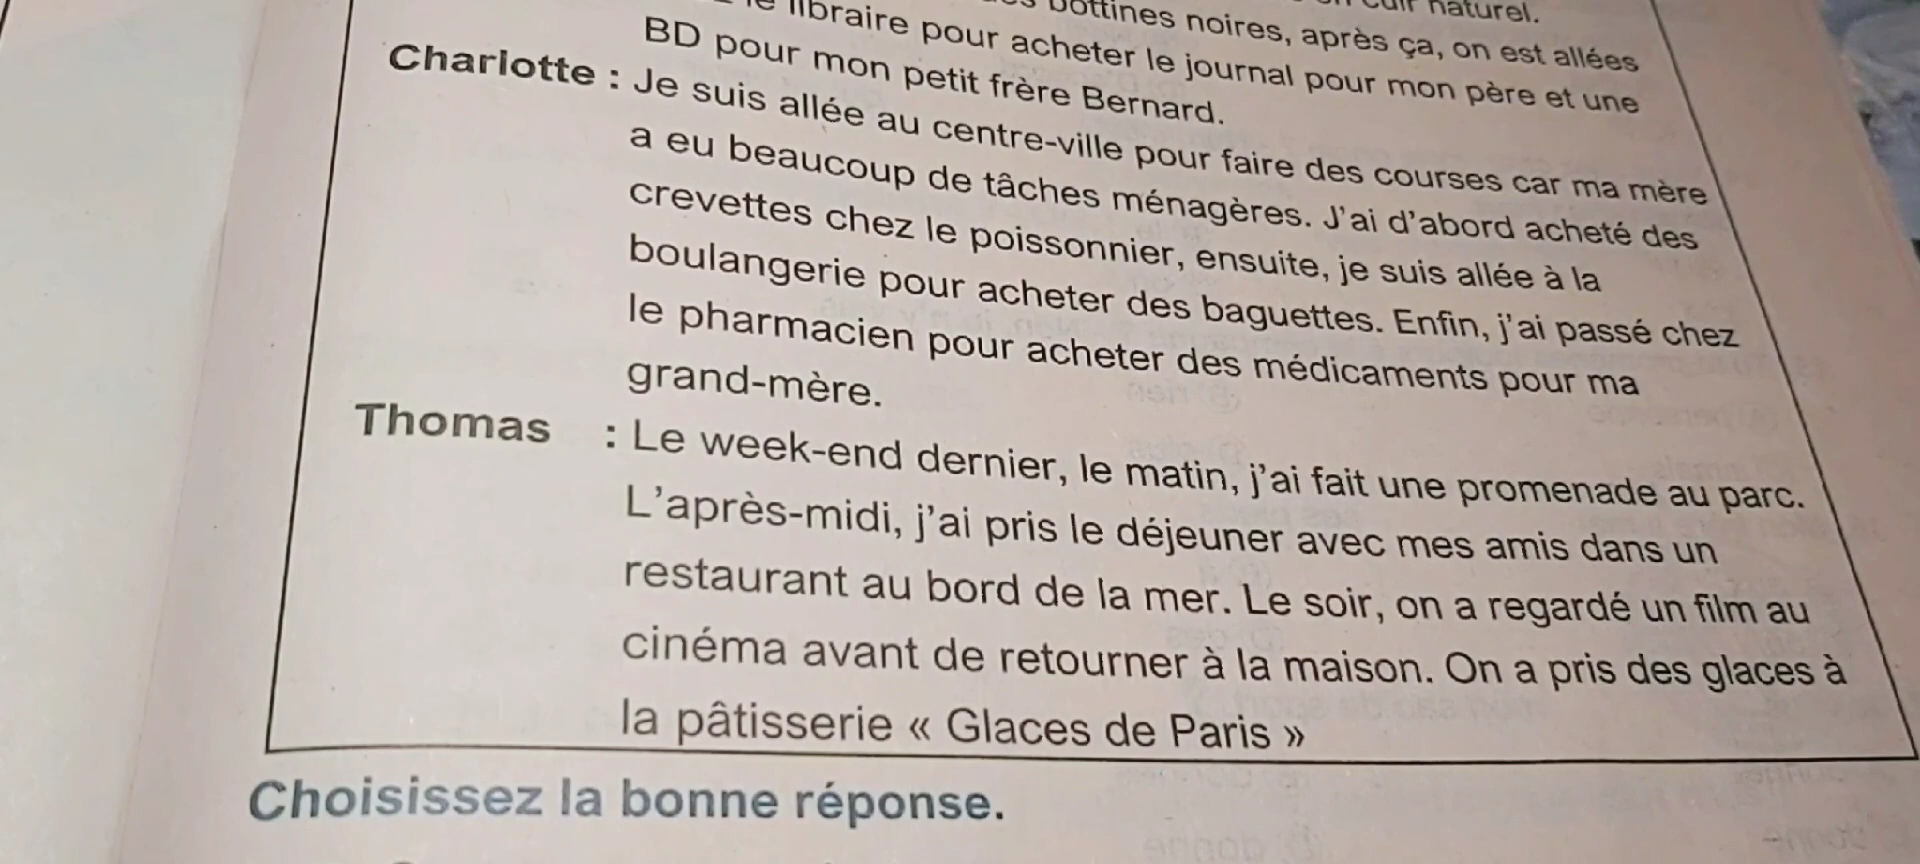 cuir naturel.
bottines noires, après ça, on est allées
le libraire pour acheter le journal pour mon père et une
BD pour mon petit frère Bernard.
Charlotte : Je suis allée au centre-ville pour faire des courses car ma mère
a eu beaucoup de tâches ménagères. J'ai d'abord acheté des
crevettes chez le poissonnier, ensuite, je suis allée à la
boulangerie pour acheter des baguettes. Enfin, j'ai passé chez
le pharmacien pour acheter des médicaments pour ma
grand-mère.
Thomas : Le week-end dernier, le matin, j'ai fait une promenade au parc.
L'après-midi, j'ai pris le déjeuner avec mes amis dans un
restaurant au bord de la mer. Le soir, on a regardé un film au
cinéma avant de retourner à la maison. On a pris des glaces à
la pâtisserie « Glaces de Paris »
Choisissez la bonne réponse.